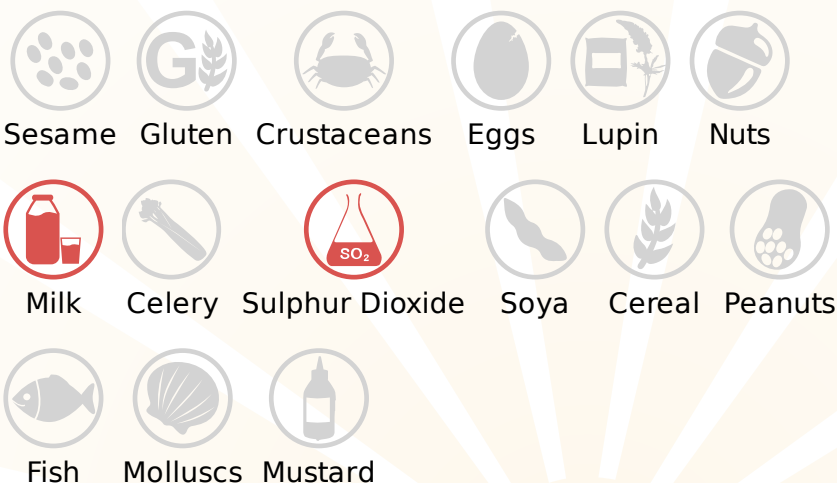 G
Sesame Gluten Crustaceans Eggs Lupin Nuts
SO₂
Milk Celery Sulphur Dioxide Soya Cereal Peanuts
Fish Molluscs Mustard